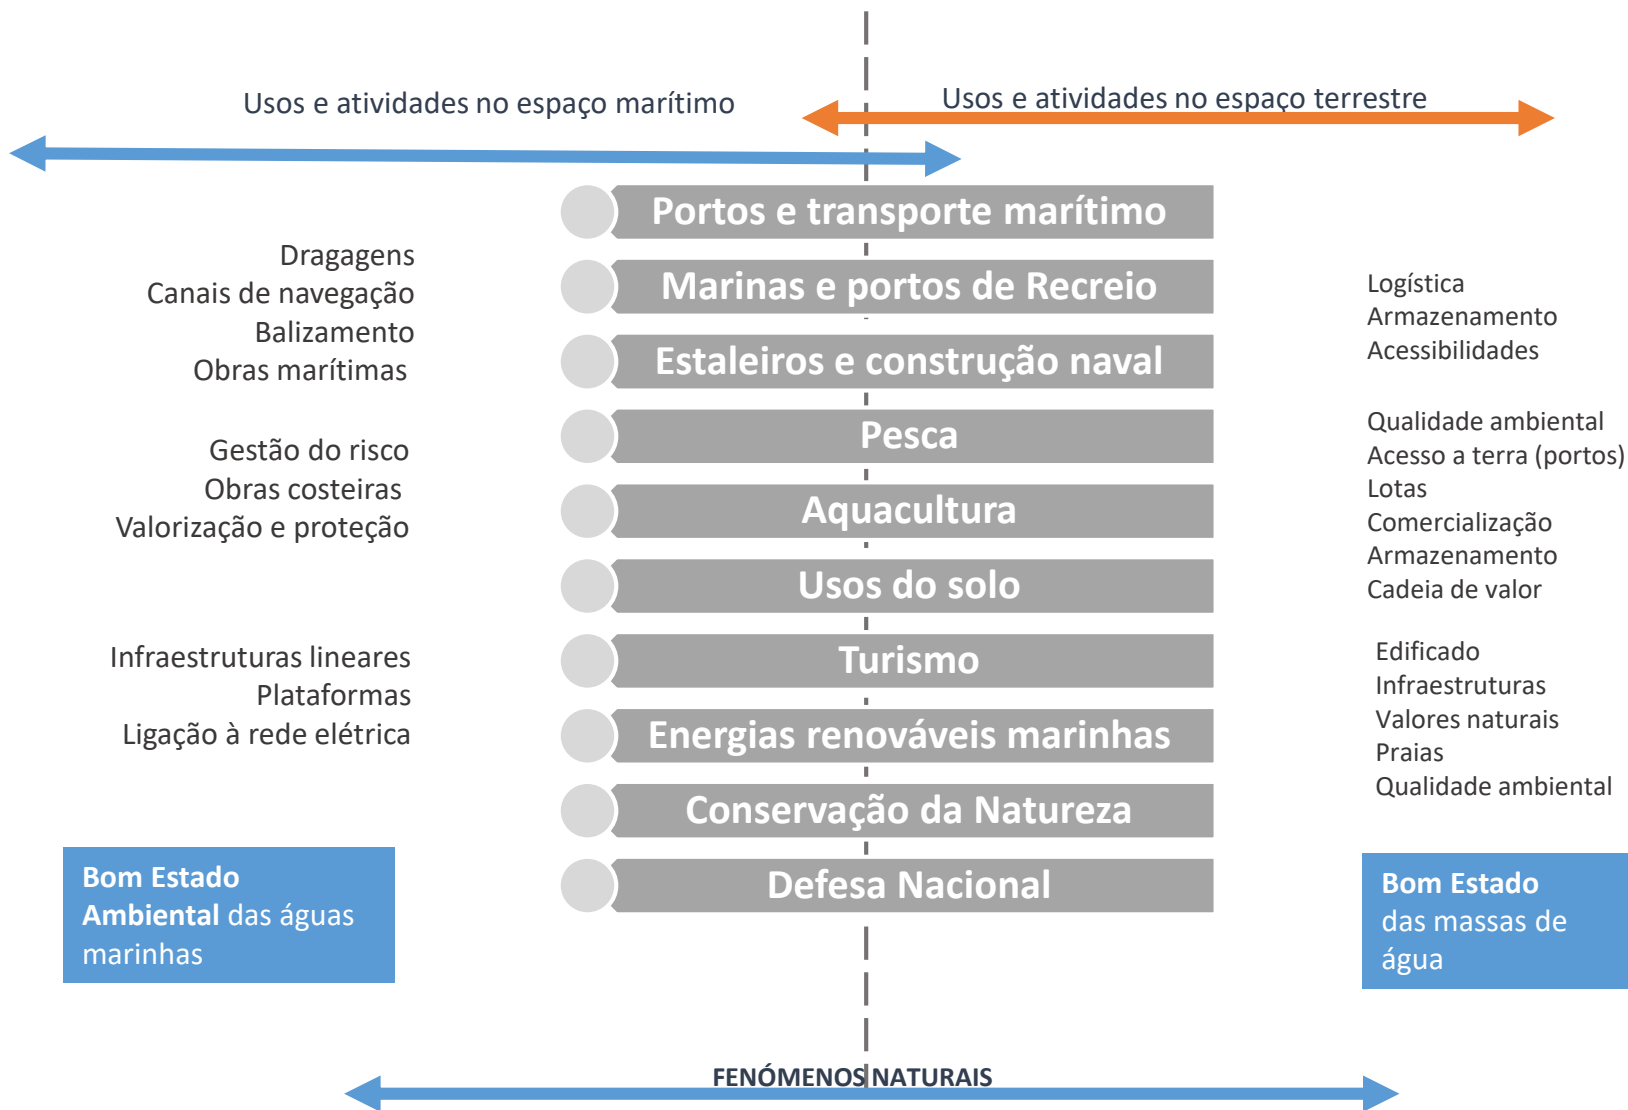 Usos e atividades no espaço marítimo
Usos e atividades no espaço terrestre
Portos e transporte marítimo
Marinas e portos de Recreio
Estaleiros e construção naval
Pesca
Aquacultura
Usos do solo
Turismo
Energias renováveis marinhas
Conservação da Natureza
Defesa Nacional
Dragagens
Canais de navegação
Balizamento
Obras marítimas
Gestão do risco
Obras costeiras
Valorização e proteção
Infraestruturas lineares
Plataformas
Ligação à rede elétrica
Bom Estado
Ambiental das águas
marinhas
Logística
Armazenamento
Acessibilidades
Qualidade ambiental
Acesso a terra (portos)
Lotas
Comercialização
Armazenamento
Cadeia de valor
Edificado
Infraestruturas
Valores naturais
Praias
Qualidade ambiental
Bom Estado
das massas de
água
FENÓMENOS NATURAIS